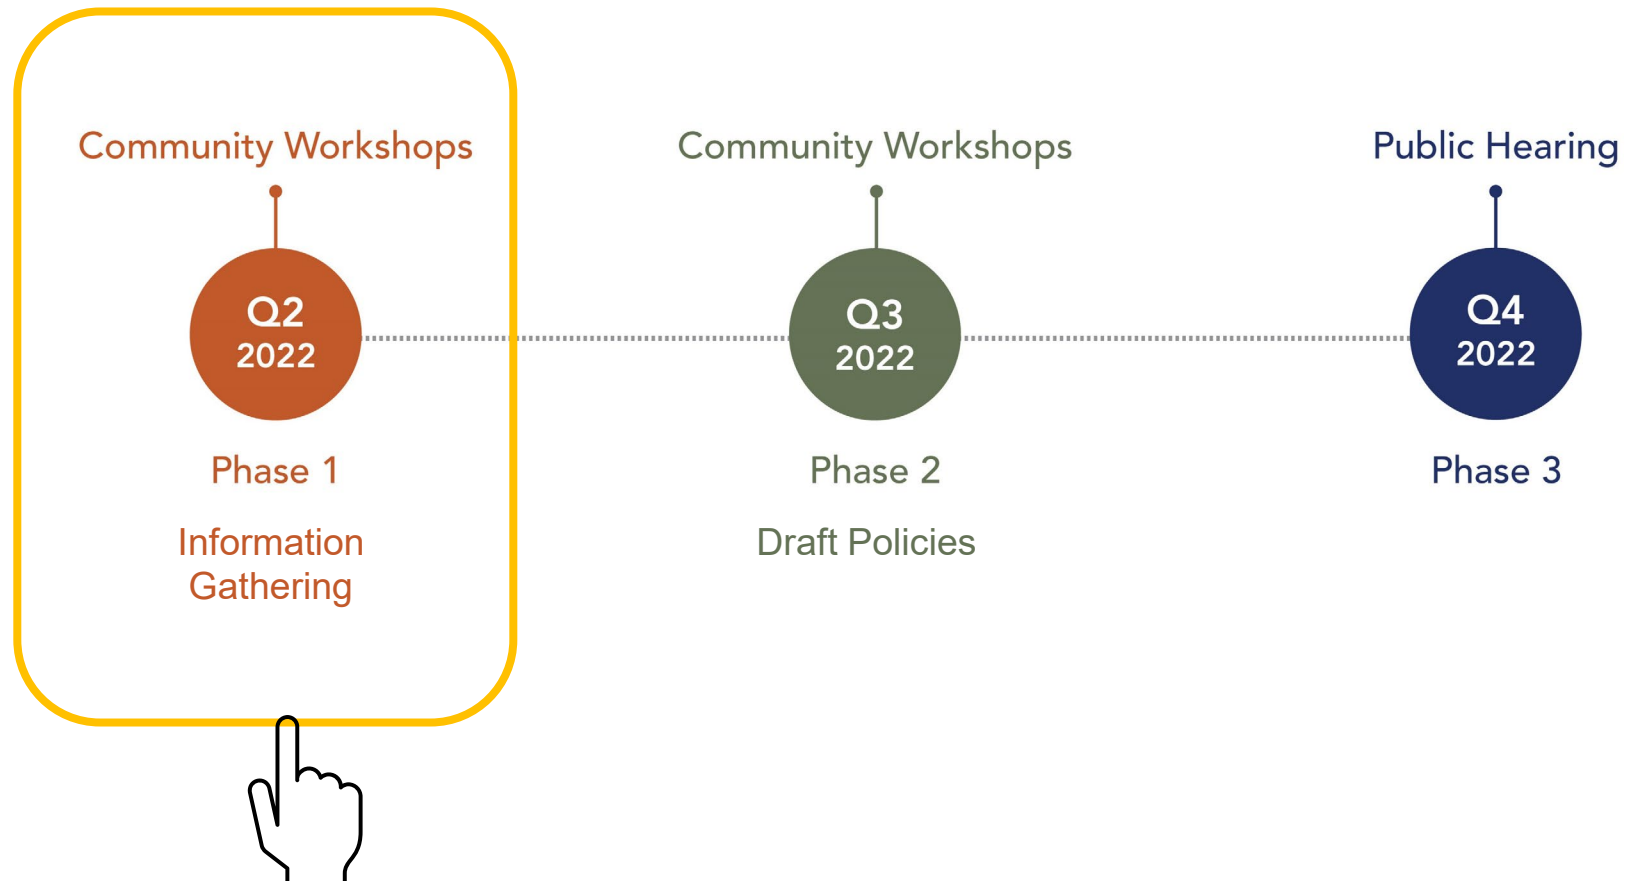 Community Workshops
Q2
2022
Phase 1
Information
Gathering
Community Workshops
Q3
2022
Phase 2
Draft Policies
Public Hearing
Q4
2022
Phase 3